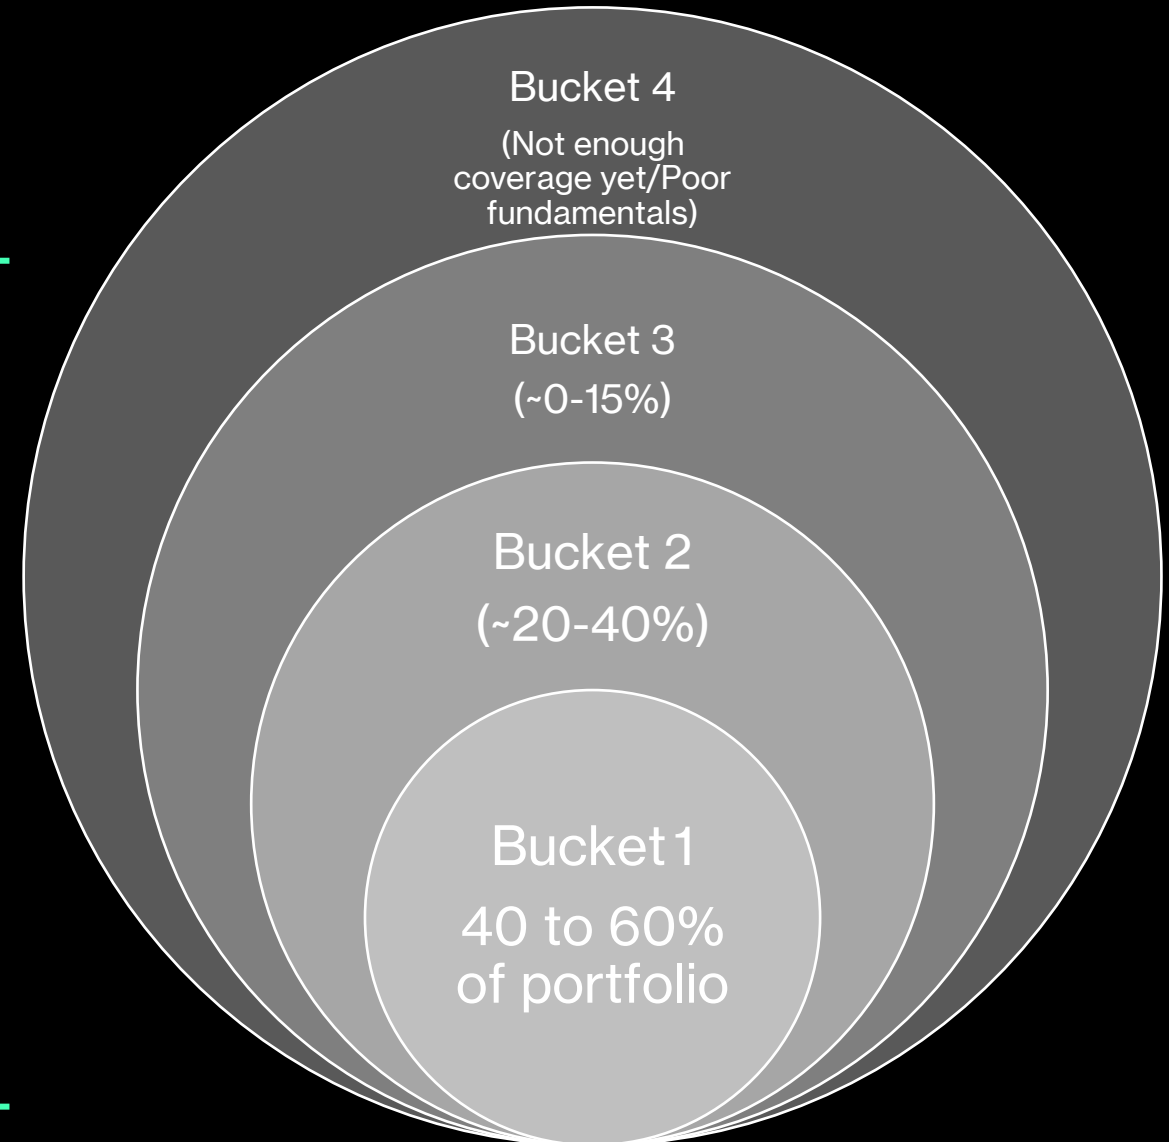 Bucket 4
(Not enough
coverage yet/Poor
fundamentals)
Bucket 3
(~0-15%)
Bucket 2
(~20-40%)
Bucket 1
40 to 60%
of portfolio